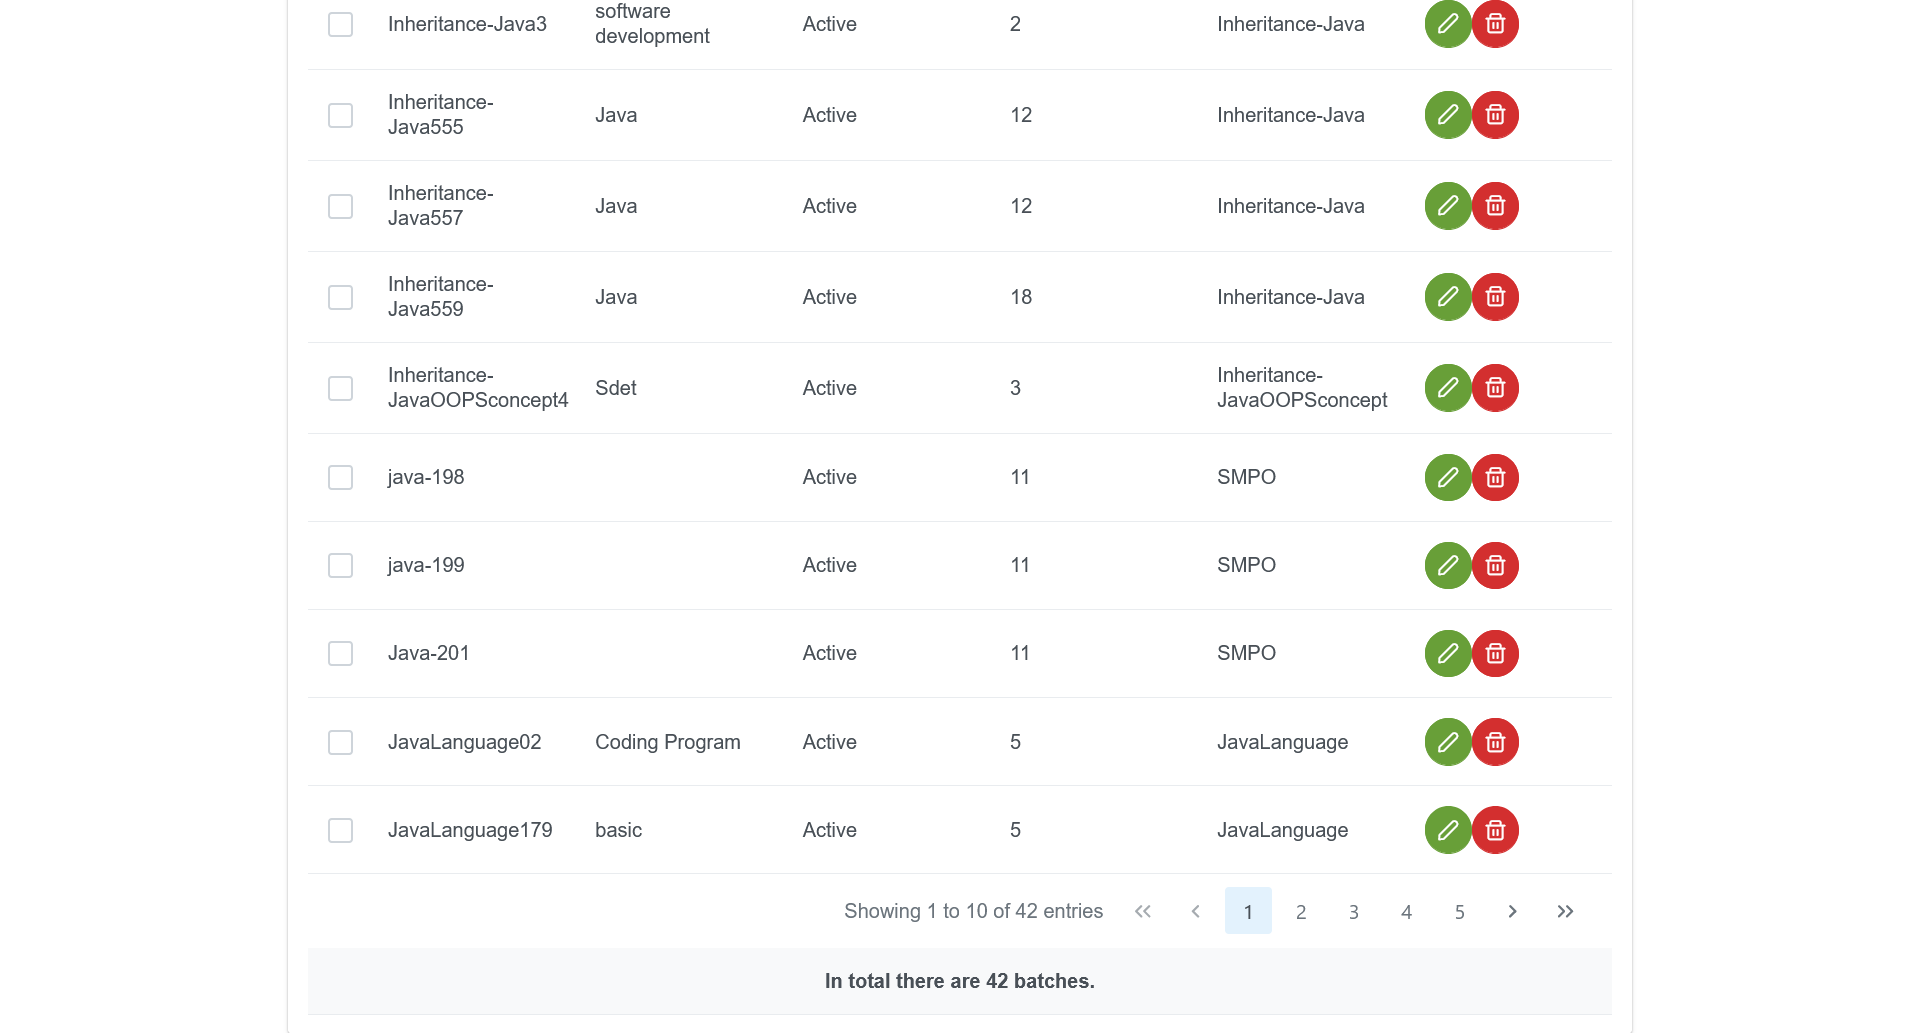 Inheritance-Java3 software development Active 2 Inheritance-Java
Inheritance-Java555 Java Active 12 Inheritance-Java
Inheritance-Java557 Java Active 12 Inheritance-Java
Inheritance-Java559 Java Active 18 Inheritance-Java
Inheritance-JavaOOPSconcept4 Sdet Active 3 Inheritance-JavaOOPSconcept
java-198 Active 11 SMPO
java-199 Active 11 SMPO
Java-201 Active 11 SMPO
JavaLanguage02 Coding Program Active 5 JavaLanguage
JavaLanguage179 basic Active 5 JavaLanguage
Showing 1 to 10 of 42 entries 1 2 3 4 5
In total there are 42 batches.